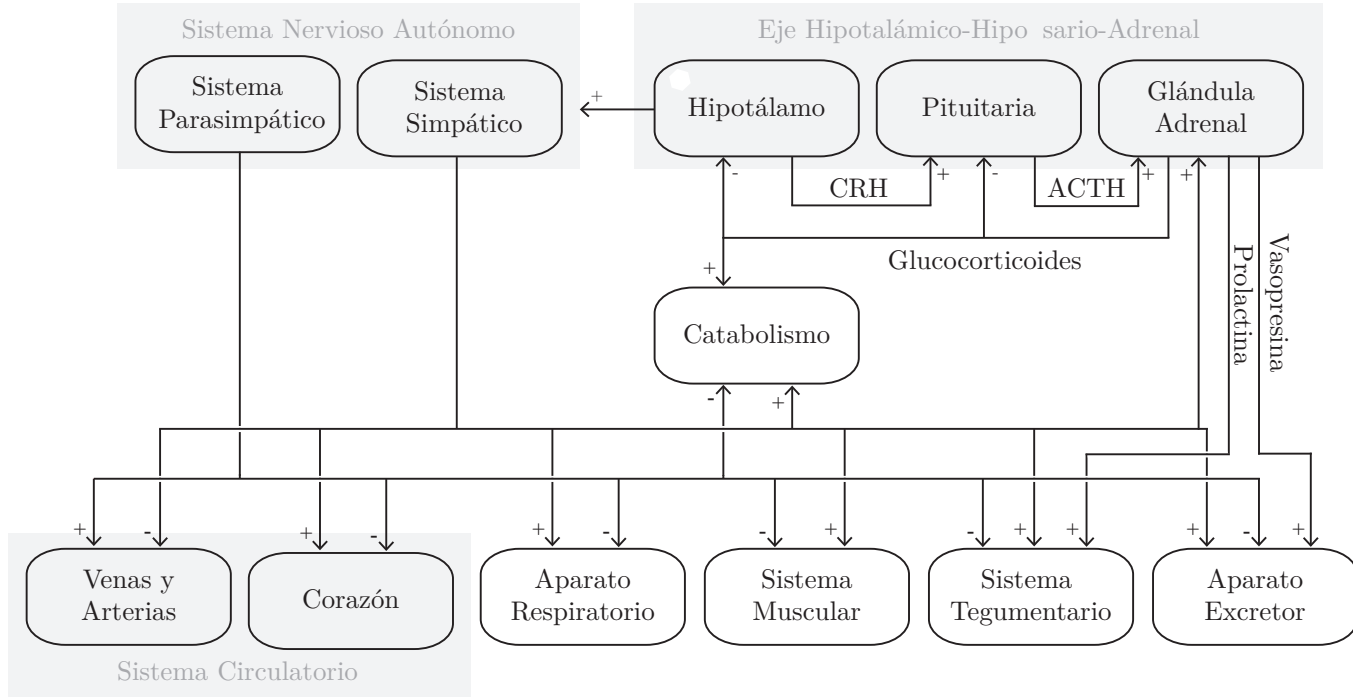 Sistema Nervioso Autónomo
Eje Hipotalámico-Hipo sario-Adrenal
Sistema
Parasimpático
Sistema
Simpático
+
Hipotálamo
Pituitaria
Glándula
Adrenal
-
CRH
+
-
ACTH
+
+
Glucocorticoides
Prolactina
Vasopresina
+
Catabolismo
-
+
+
-
+
-
+
-
-
+
-
+
+
+
-
+
Venas y
Arterias
Corazón
Aparato
Respiratorio
Sistema
Muscular
Sistema
Tegumentario
Aparato
Excretor
Sistema Circulatorio